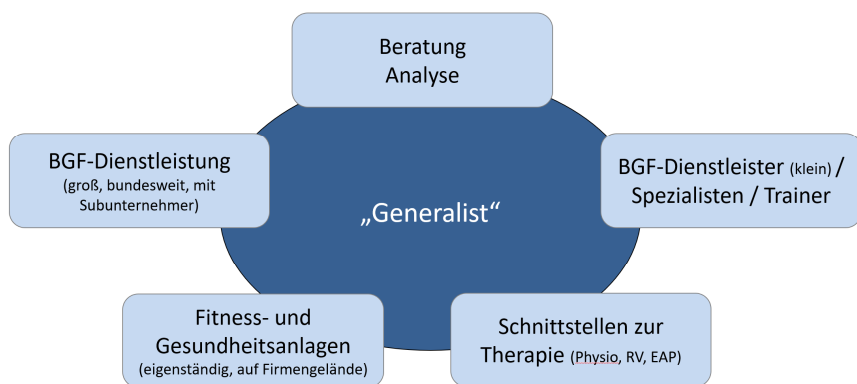 Beratung
Analyse
BGF-Dienstleistung
(groß, bundesweit, mit
Subunternehmer)
BGF-Dienstleister (klein) /
Spezialisten / Trainer
„Generalist“
Fitness- und
Gesundheitsanlagen
(eigenständig, auf Firmengelände)
Schnittstellen zur
Therapie (Physio, RV, EAP)